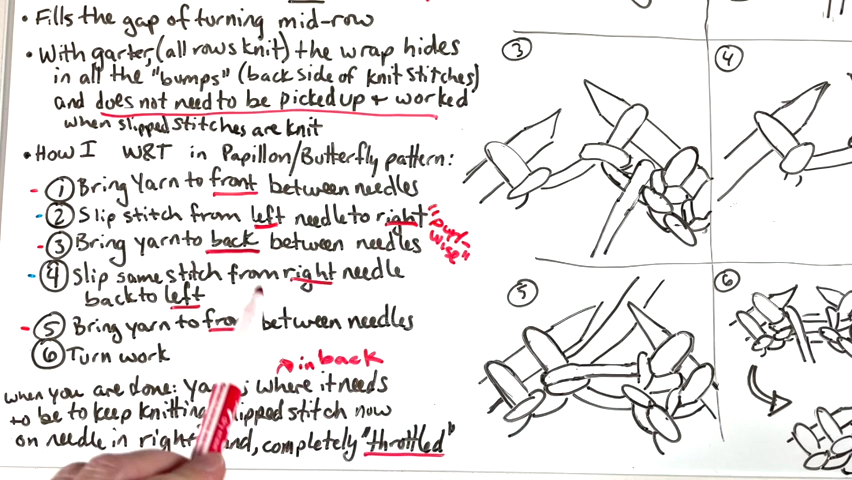 • Fills the gap of turning mid-row
• With garter, (all rows knit) the wrap hides
in all the "bumps" (back side of knit stitches)
and does not need to be picked up + worked
when slipped stitches are knit
• How I W&T in Papillon/Butterfly pattern:
- ① Bring Yarn to front between needles
- ② Slip stitch from left needle to right "purl-
wise"
- ③ Bring yarn to back between needles
- ④ Slip same stitch from right needle
back to left
- ⑤ Bring yarn to between needles
⑥ Turn work
in back
When you are done: where it needs
to be to keep knitting, slipped stitch now
on needle in right, completely "throttled"
③
④
⑤
⑥